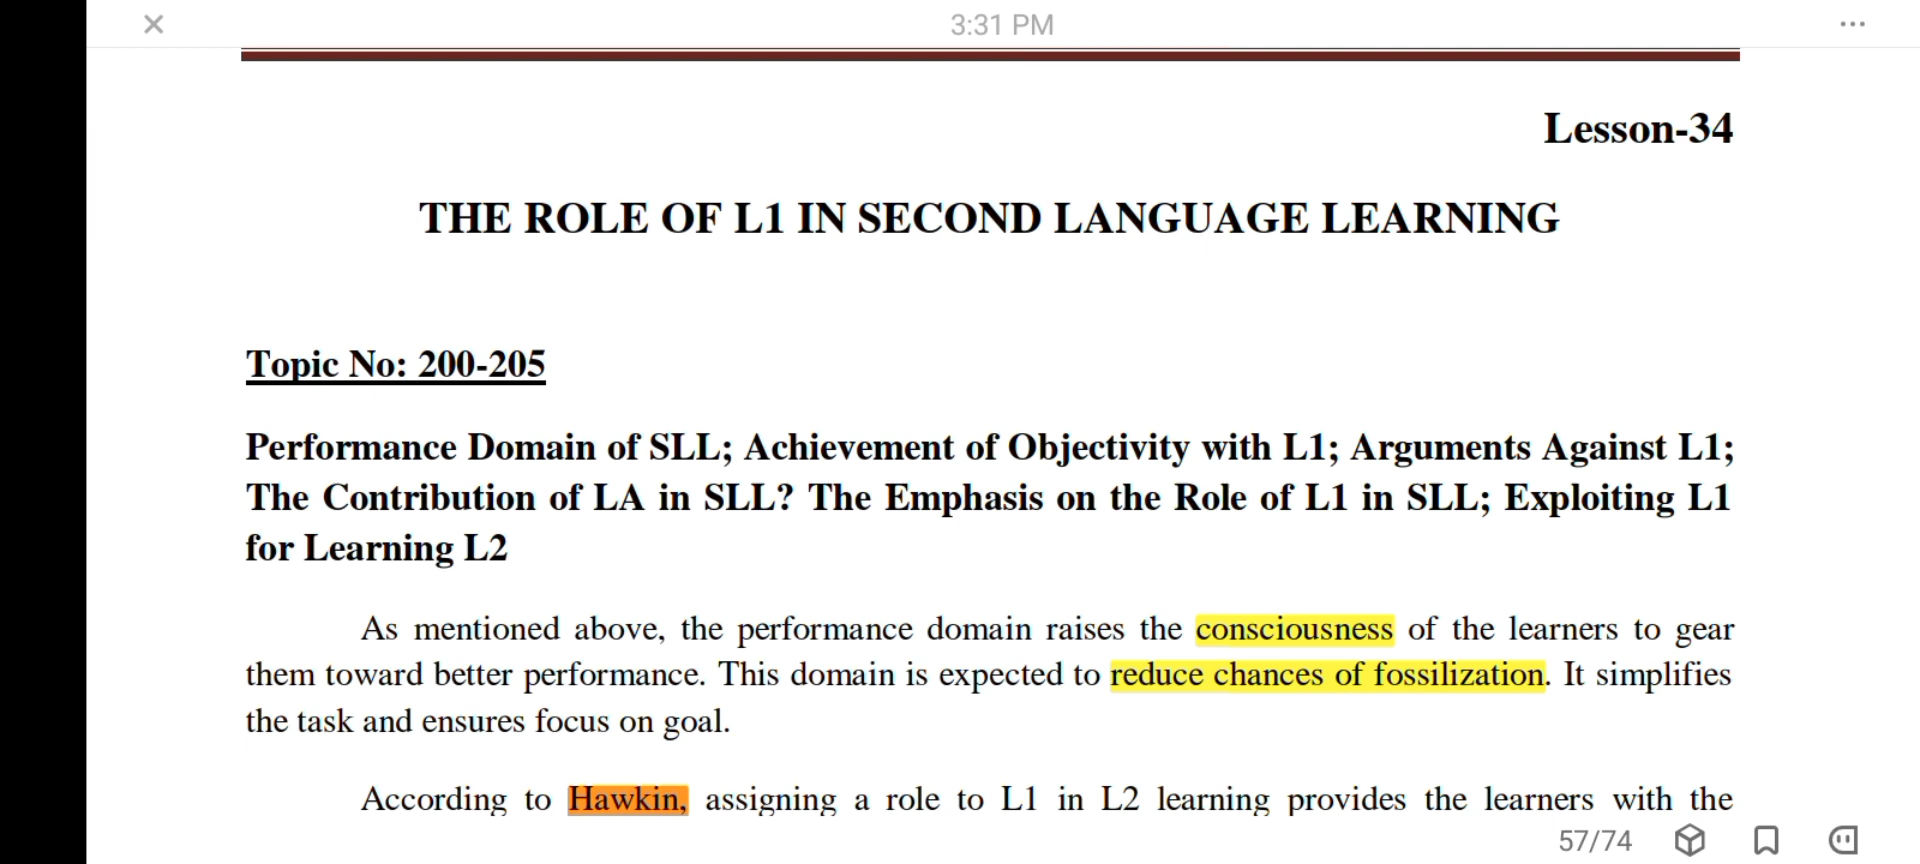 3:31 PM
Lesson-34
THE ROLE OF L1 IN SECOND LANGUAGE LEARNING
Topic No: 200-205
Performance Domain of SLL; Achievement of Objectivity with L1; Arguments Against L1;
The Contribution of LA in SLL? The Emphasis on the Role of L1 in SLL; Exploiting L1
for Learning L2
As mentioned above, the performance domain raises the consciousness of the learners to gear
them toward better performance. This domain is expected to reduce chances of fossilization. It simplifies
the task and ensures focus on goal.
According to Hawkin, assigning a role to L1 in L2 learning provides the learners with the
57/74